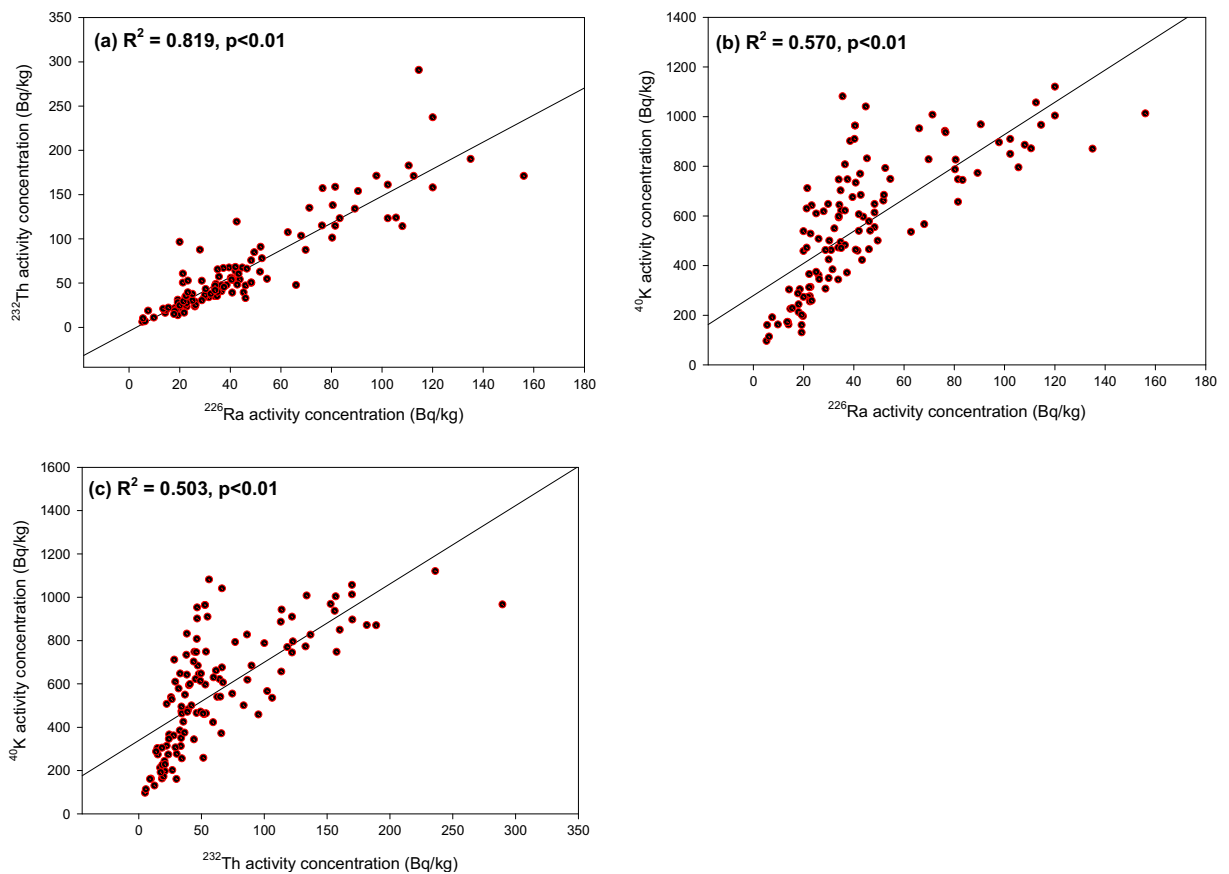 (a) R² = 0.819, p<0.01
²³²Th activity concentration (Bq/kg)
350
300
250
200
150
100
50
0
0 20 40 60 80 100 120 140 160 180
²²⁶Ra activity concentration (Bq/kg)
(b) R² = 0.570, p<0.01
⁴⁰K activity concentration (Bq/kg)
1400
1200
1000
800
600
400
200
0
0 20 40 60 80 100 120 140 160 180
²²⁶Ra activity concentration (Bq/kg)
(c) R² = 0.503, p<0.01
⁴⁰K activity concentration (Bq/kg)
1600
1400
1200
1000
800
600
400
200
0
0 50 100 150 200 250 300 350
²³²Th activity concentration (Bq/kg)